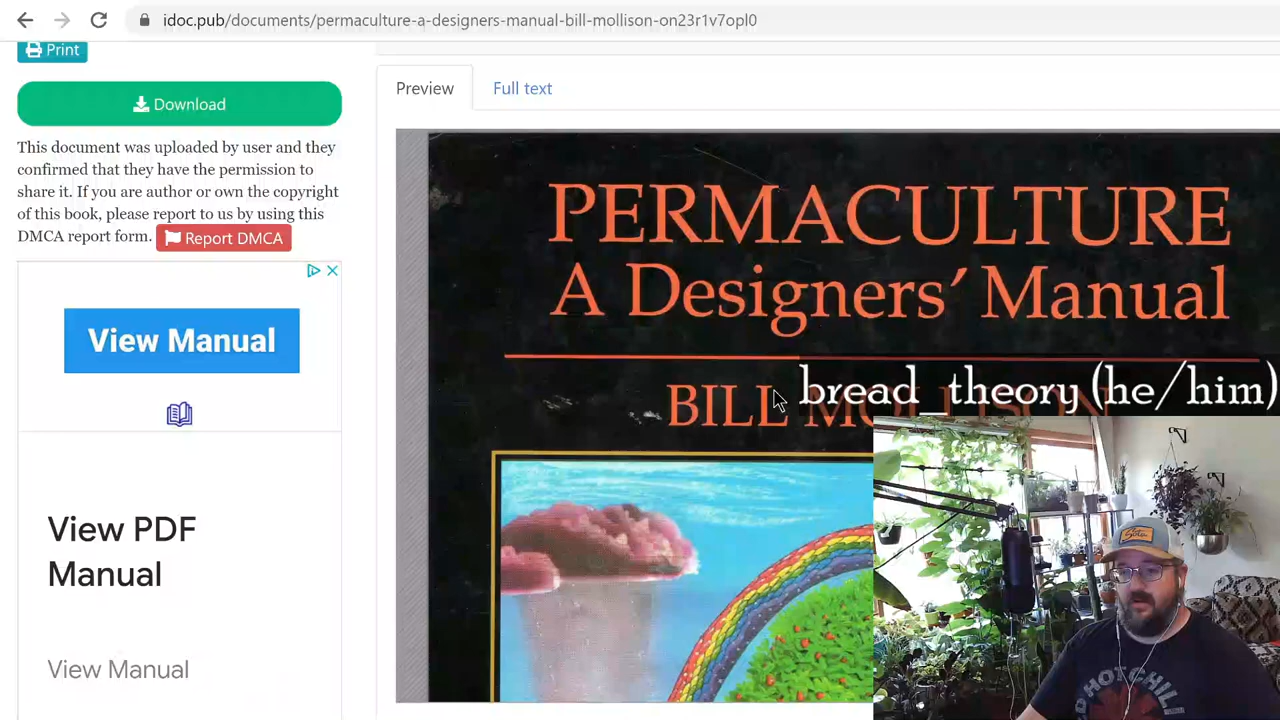 idoc.pub/documents/permaculture-a-designers-manual-bill-mollison-on23r1v7opl0
Print
Download
This document was uploaded by user and they
confirmed that they have the permission to
share it. If you are author or own the copyright
of this book, please report to us by using this
DMCA report form. Report DMCA
View Manual
View PDF
Manual
View Manual
Preview Full text
PERMACULTURE
A Designers' Manual
BILL MOLLISON
bread_theory (he/him)